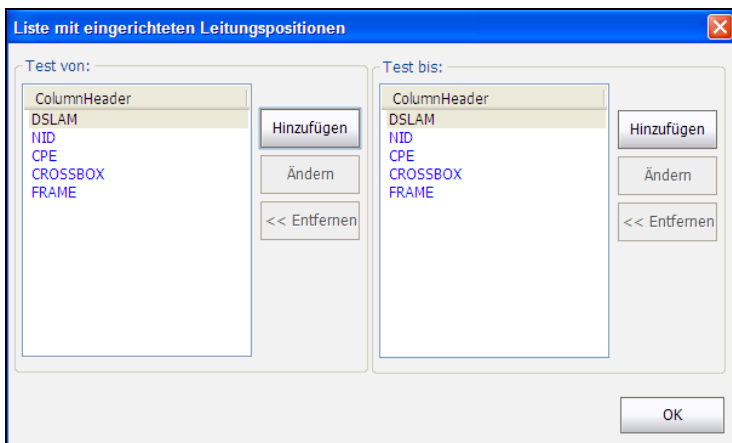 Liste mit eingerichteten Leitungspositionen
Test von:
ColumnHeader
DSLAM
NID
CPE
CROSSBOX
FRAME
Hinzufügen
Ändern
<< Entfernen
Test bis:
ColumnHeader
DSLAM
NID
CPE
CROSSBOX
FRAME
Hinzufügen
Ändern
<< Entfernen
OK